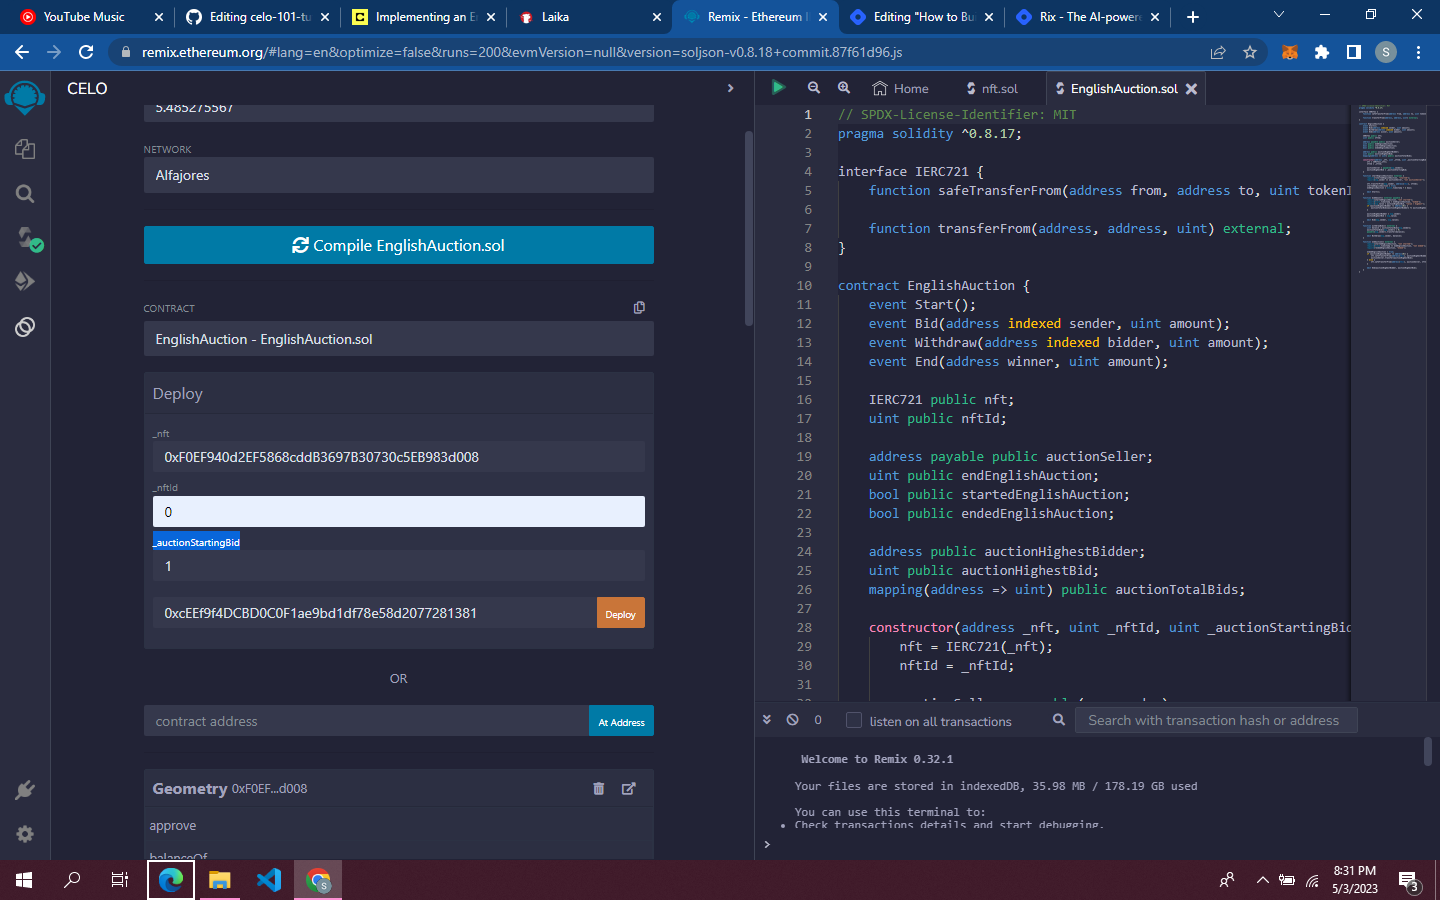 YouTube Music
Editing celo-101-tu
Implementing an E
Laika
Remix - Ethereum I
Editing "How to Bu
Rix - The AI-powere
remix.ethereum.org/#lang=en&optimize=false&runs=200&evmVersion=null&version=soljson-v0.8.18+commit.87f61d96.js
S
CELO
5.485275567
NETWORK
Alfajores
Compile EnglishAuction.sol
CONTRACT
EnglishAuction - EnglishAuction.sol
Deploy
_nft
0xF0EF940d2EF5868cddB3697B30730c5EB983d008
_nftId
0
_auctionStartingBid
1
0xcEEf9f4DCBD0C0F1ae9bd1df78e58d2077281381
Deploy
OR
contract address
At Address
Geometry 0xF0EF...d008
approve
balanceOf
Home
nft.sol
EnglishAuction.sol
1 // SPDX-License-Identifier: MIT
2 pragma solidity ^0.8.17;
3
4 interface IERC721 {
5 function safeTransferFrom(address from, address to, uint tokenI
6
7 function transferFrom(address, address, uint) external;
8 }
9
10 contract EnglishAuction {
11 event Start();
12 event Bid(address indexed sender, uint amount);
13 event Withdraw(address indexed bidder, uint amount);
14 event End(address winner, uint amount);
15
16 IERC721 public nft;
17 uint public nftId;
18
19 address payable public auctionSeller;
20 uint public endEnglishAuction;
21 bool public startedEnglishAuction;
22 bool public endedEnglishAuction;
23
24 address public auctionHighestBidder;
25 uint public auctionHighestBid;
26 mapping(address => uint) public auctionTotalBids;
27
28 constructor(address _nft, uint _nftId, uint _auctionStartingBid
29 nft = IERC721(_nft);
30 nftId = _nftId;
31
0
listen on all transactions
Search with transaction hash or address
Welcome to Remix 0.32.1
Your files are stored in indexedDB, 35.98 MB / 178.19 GB used
You can use this terminal to:
• Check transactions details and start debugging.
>
8:31 PM
5/3/2023
3